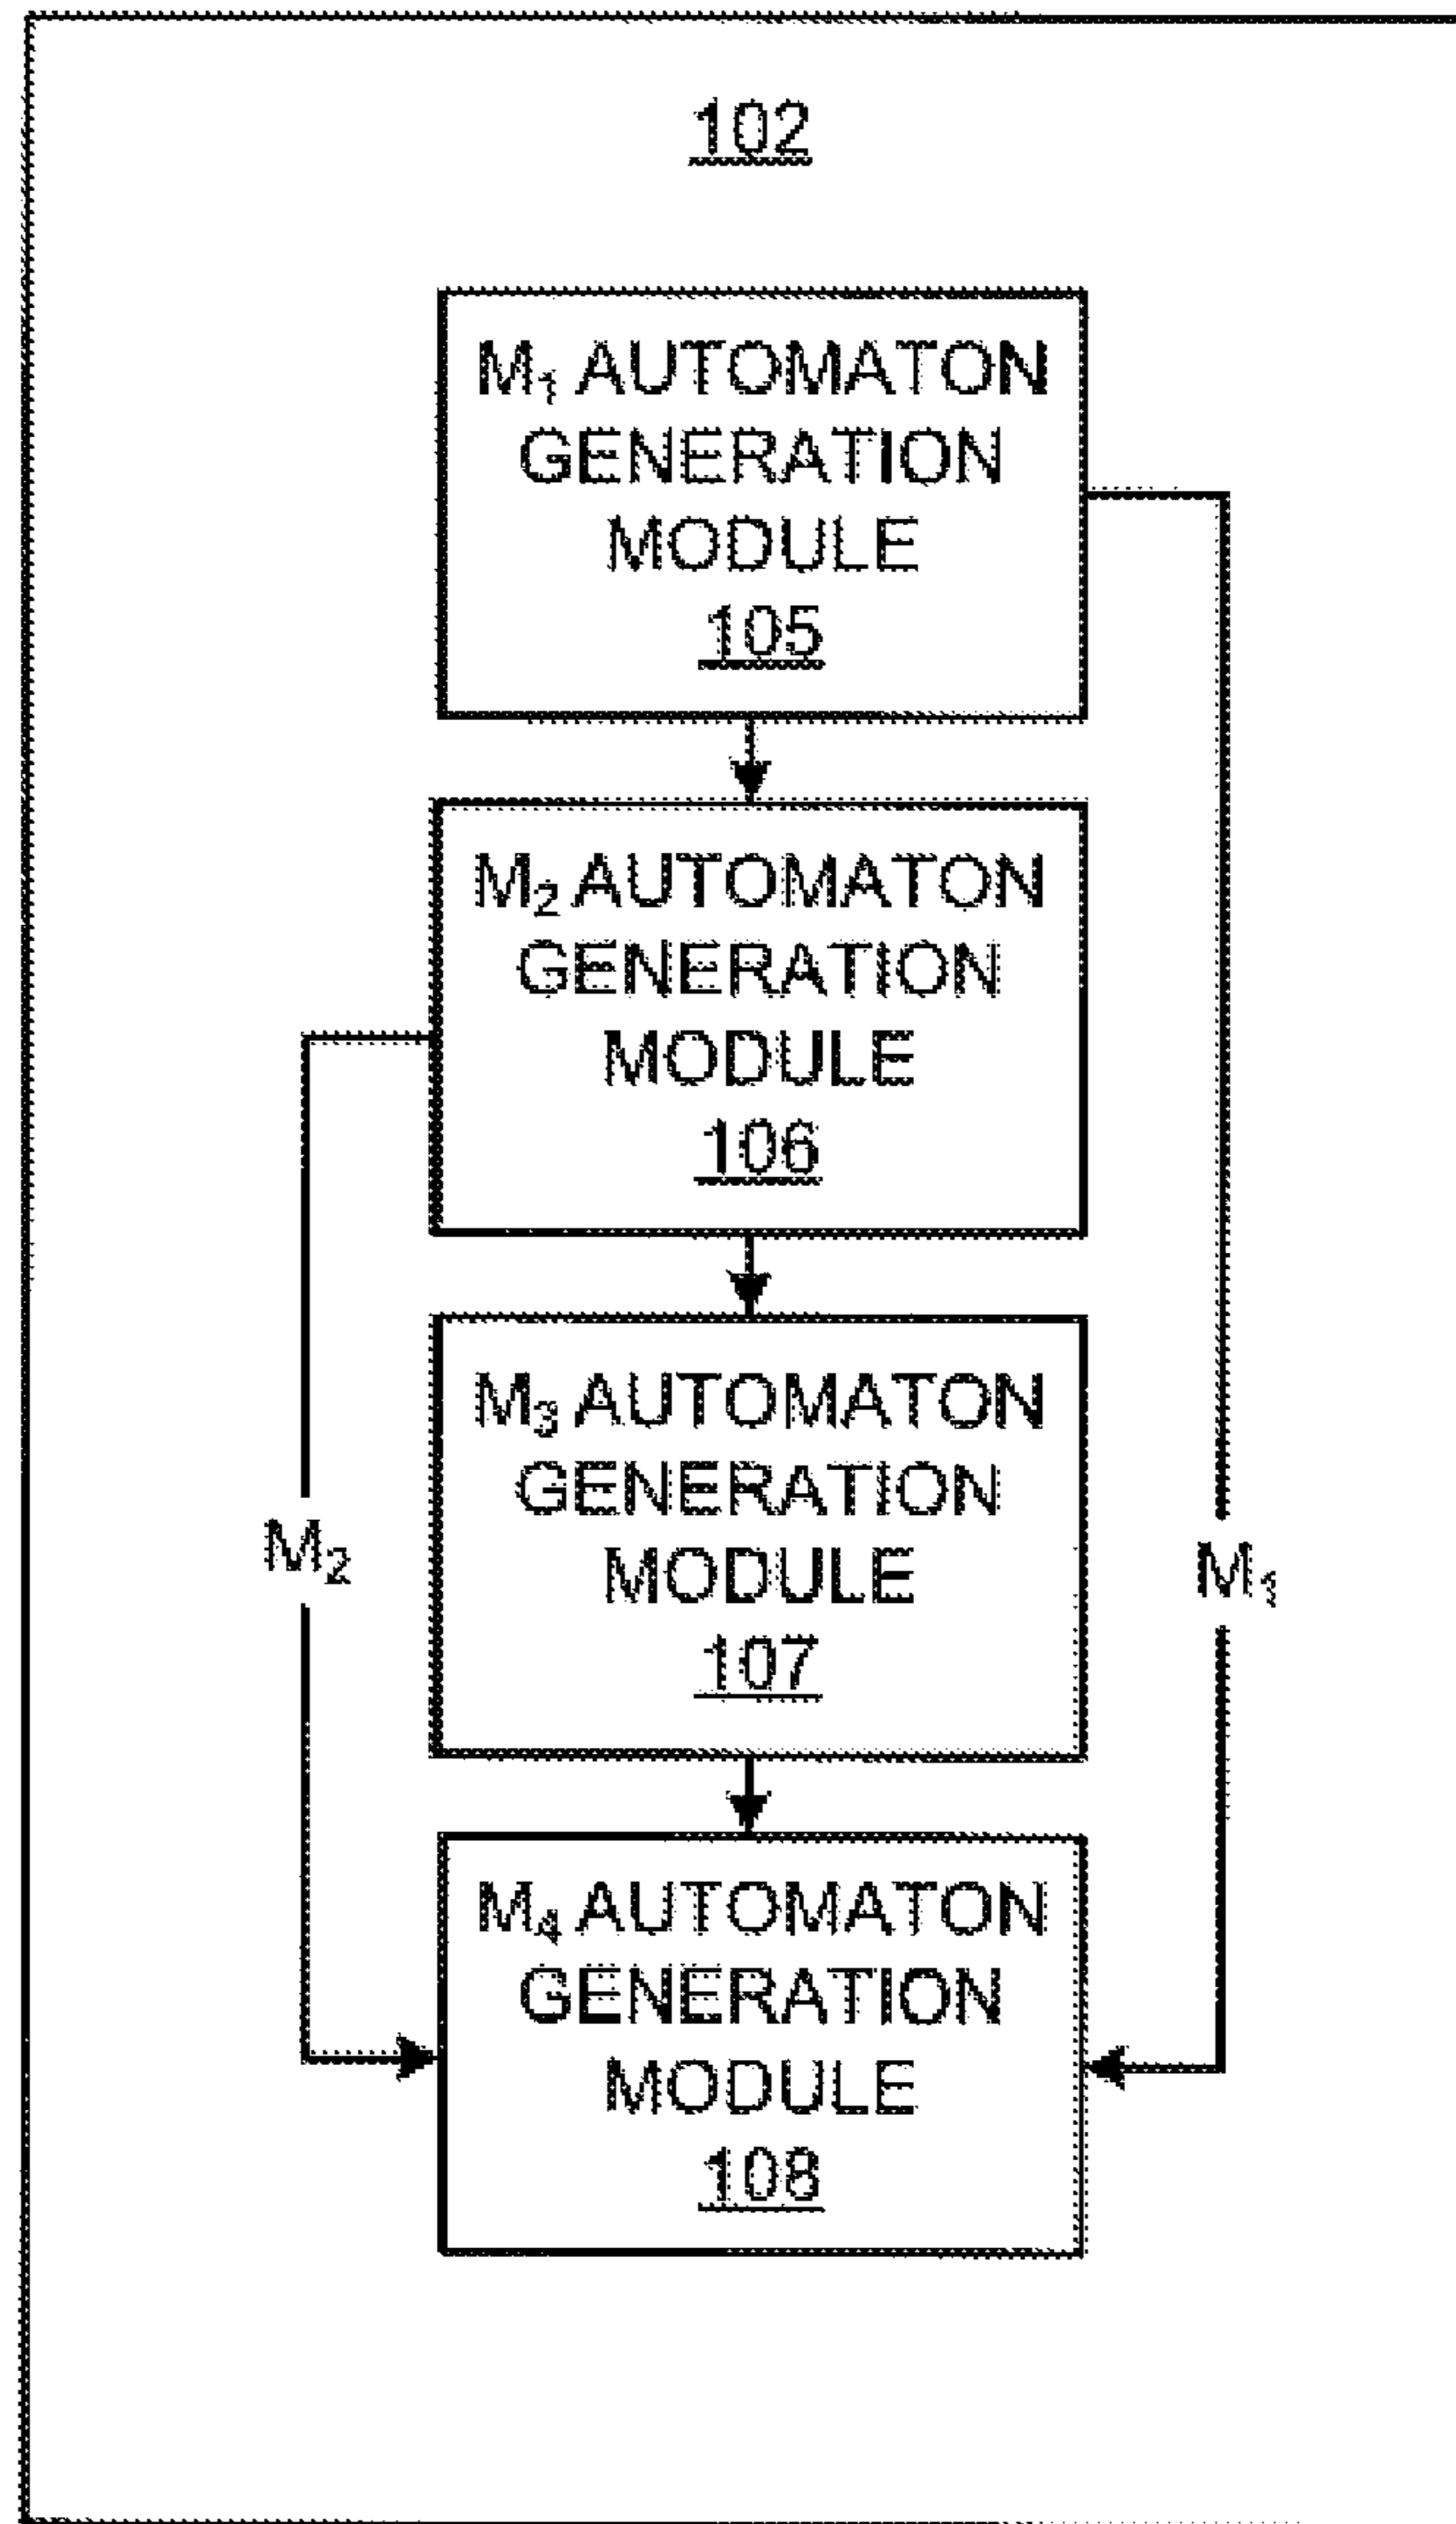 102
M₁ AUTOMATON
GENERATION
MODULE
105
M₂ AUTOMATON
GENERATION
MODULE
106
M₃ AUTOMATON
GENERATION
MODULE
107
M₂
M₁
M₄ AUTOMATON
GENERATION
MODULE
108